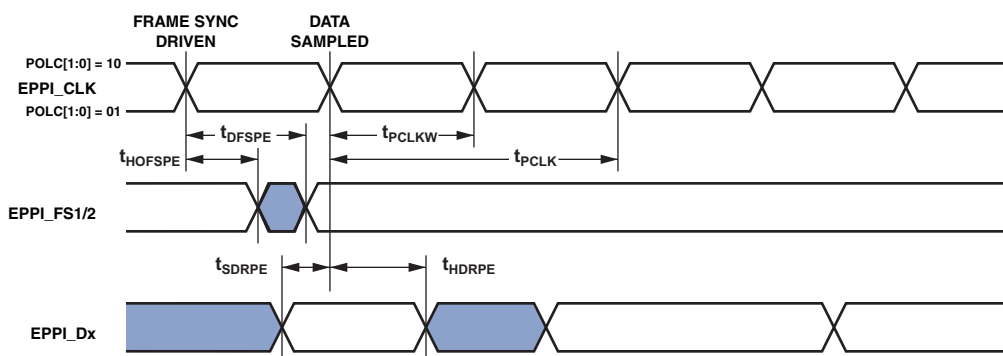 FRAME SYNC
DRIVEN
DATA
SAMPLED
POLC[1:0] = 10
EPPI_CLK
POLC[1:0] = 01
tDFSPE
tPCLKW
tHOFSPE
tPCLK
EPPI_FS1/2
tSDRPE
tHDRPE
EPPI_Dx